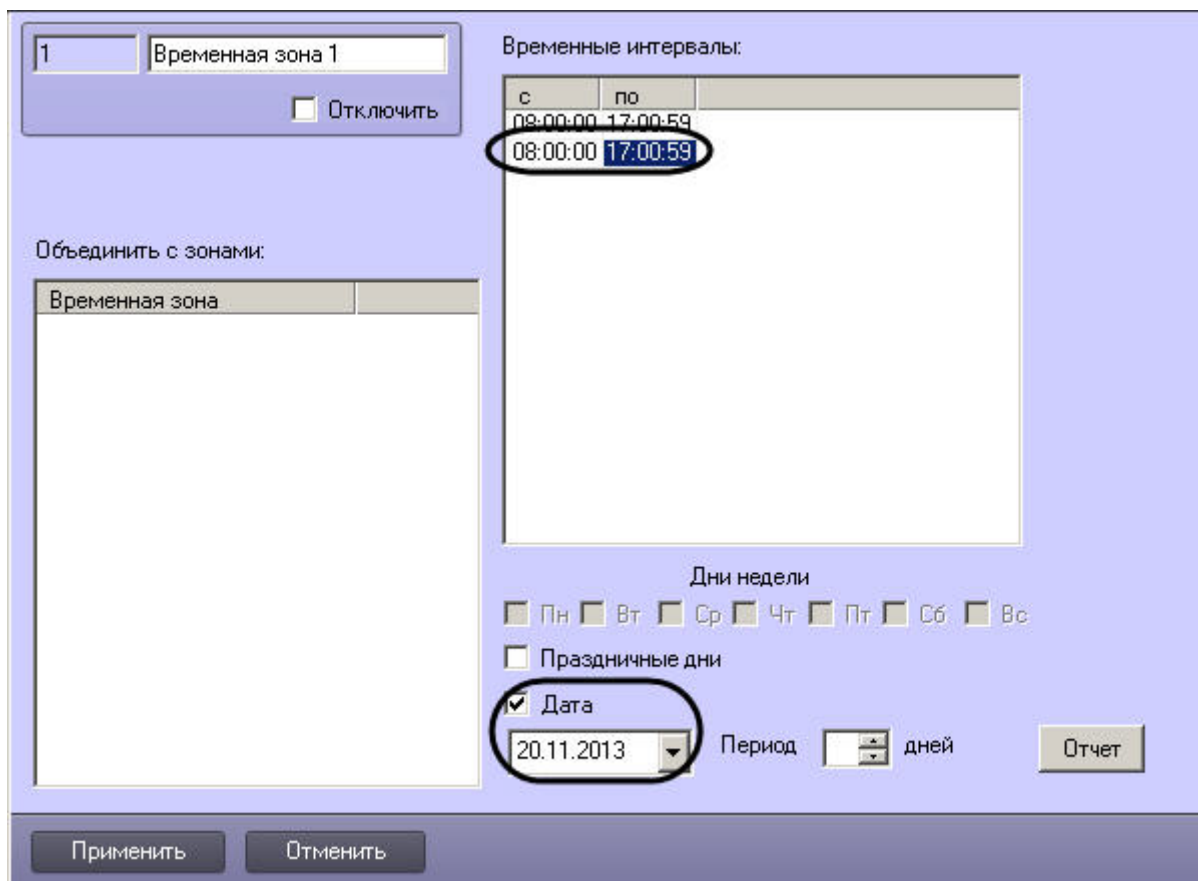 1 Временная зона 1
Отключить
Объединить с зонами:
Временная зона
Временные интервалы:
с по
08:00:00 17:00:59
08:00:00 17:00:59
Дни недели
Пн Вт Ср Чт Пт Сб Вс
Праздничные дни
Дата
20.11.2013 Период дней Отчет
Применить Отменить